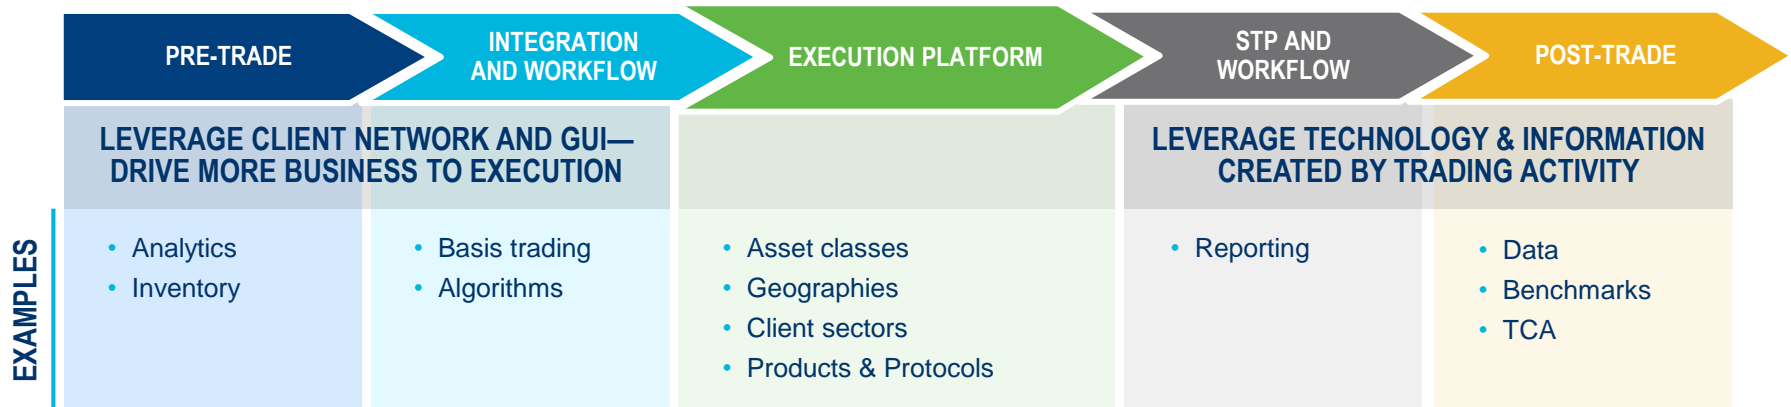 PRE-TRADE
INTEGRATION
AND WORKFLOW
EXECUTION PLATFORM
STP AND
WORKFLOW
POST-TRADE
LEVERAGE CLIENT NETWORK AND GUI—
DRIVE MORE BUSINESS TO EXECUTION
LEVERAGE TECHNOLOGY & INFORMATION
CREATED BY TRADING ACTIVITY
EXAMPLES
• Analytics
• Inventory
• Basis trading
• Algorithms
• Asset classes
• Geographies
• Client sectors
• Products & Protocols
• Reporting
• Data
• Benchmarks
• TCA